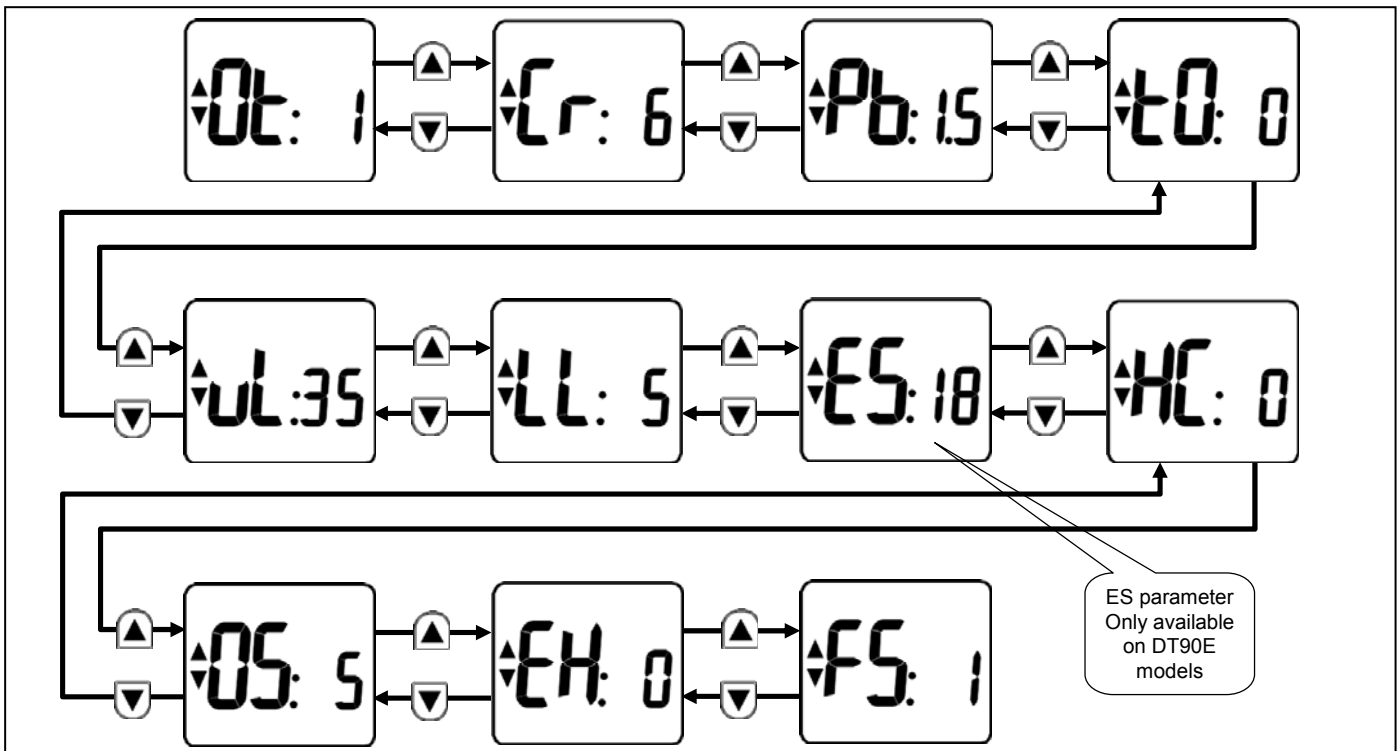 Ot: 1
Cr: 6
Pb:1.5
tO: 0
uL:35
LL: 5
ES:18
HC: 0
OS: 5
EH: 0
FS: 1
ES parameter
Only available
on DT90E
models